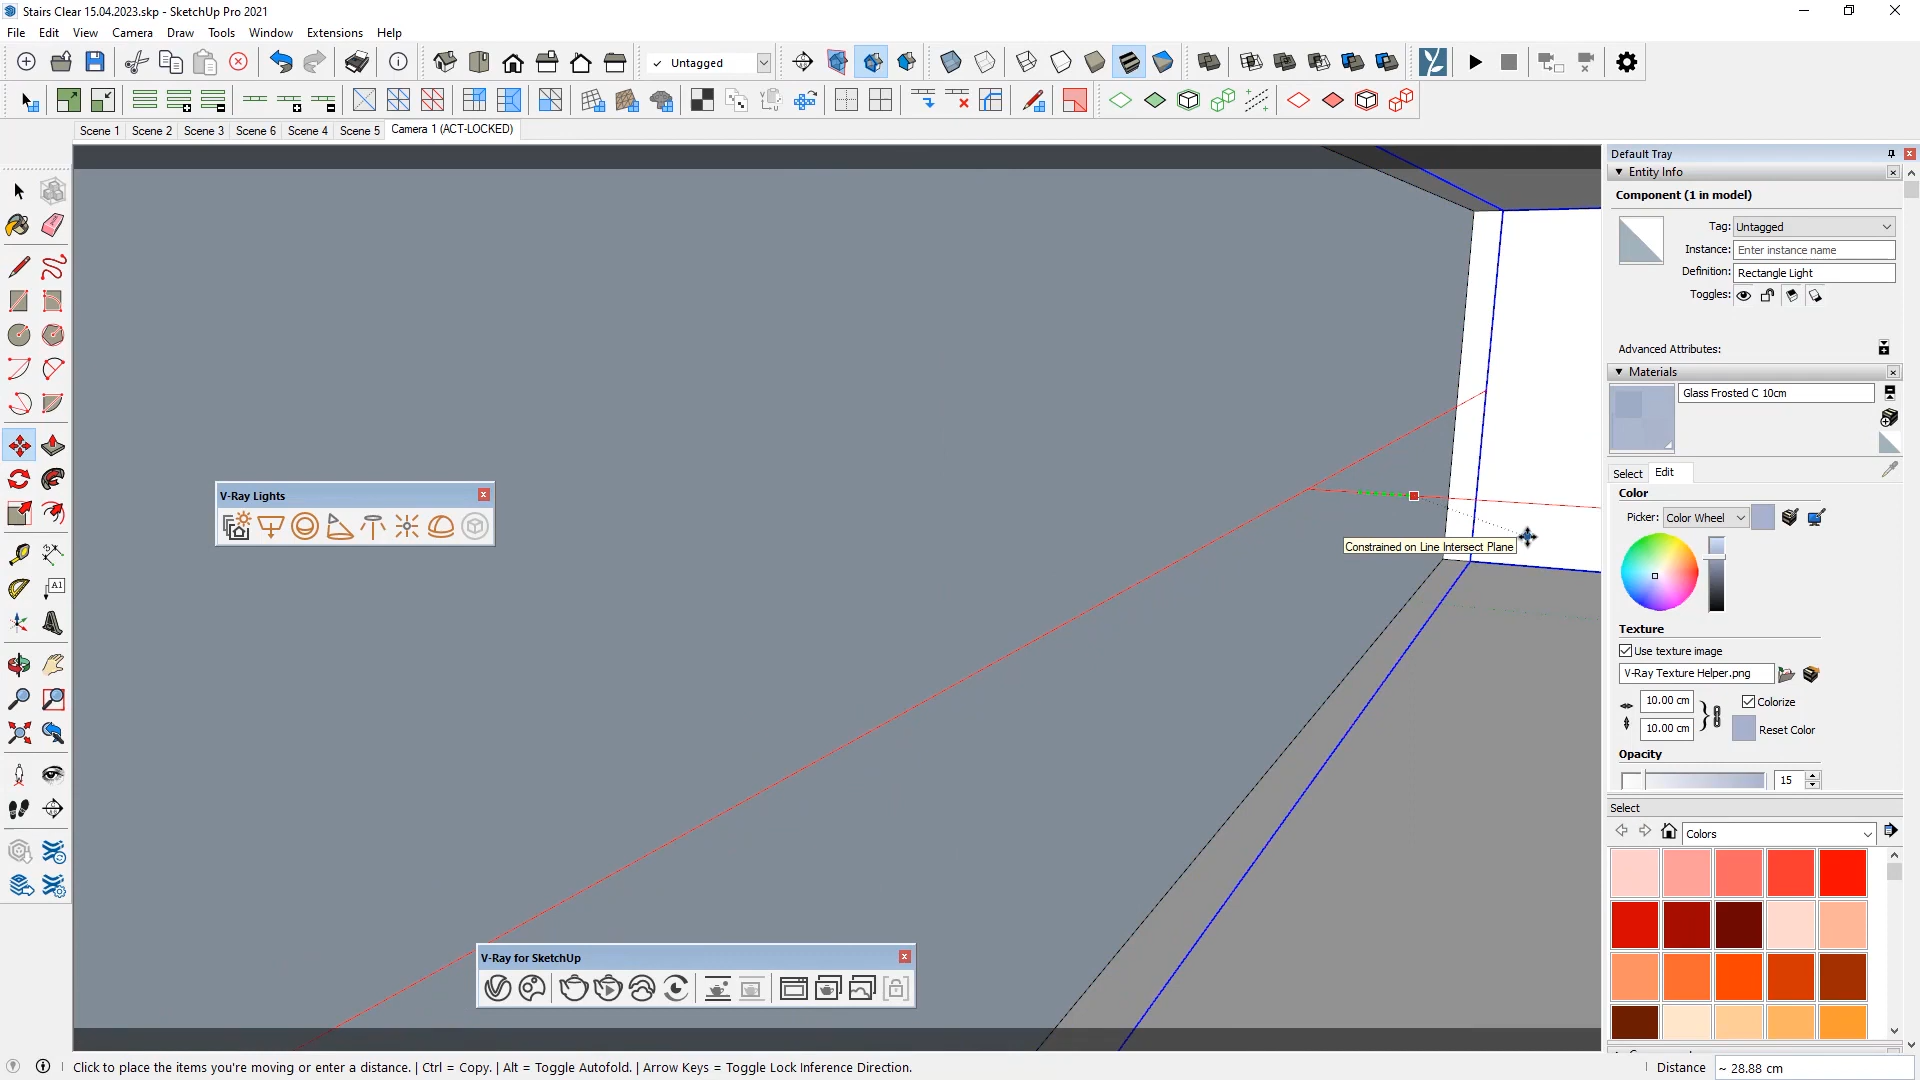 Stairs Clear 15.04.2023.skp - SketchUp Pro 2021
File Edit View Camera Draw Tools Window Extensions Help
Untagged
Scene 1 Scene 2 Scene 3 Scene 6 Scene 4 Scene 5 Camera 1 (ACT-LOCKED)
Default Tray
Entity Info
Component (1 in model)
Tag: Untagged
Instance: Enter instance name
Definition: Rectangle Light
Toggles:
Advanced Attributes:
Materials
Glass Frosted C 10cm
Select Edit
Color
Picker: Color Wheel
Texture
Use texture image
V-Ray Texture Helper.png
10.00 cm
Colorize
10.00 cm
Reset Color
Opacity
15
Select
Colors
V-Ray Lights
Constrained on Line Intersect Plane
A1
V-Ray for SketchUp
Click to place the items you're moving or enter a distance. | Ctrl = Copy. | Alt = Toggle Autofold. | Arrow Keys = Toggle Lock Inference Direction.
Distance ~ 28.88 cm